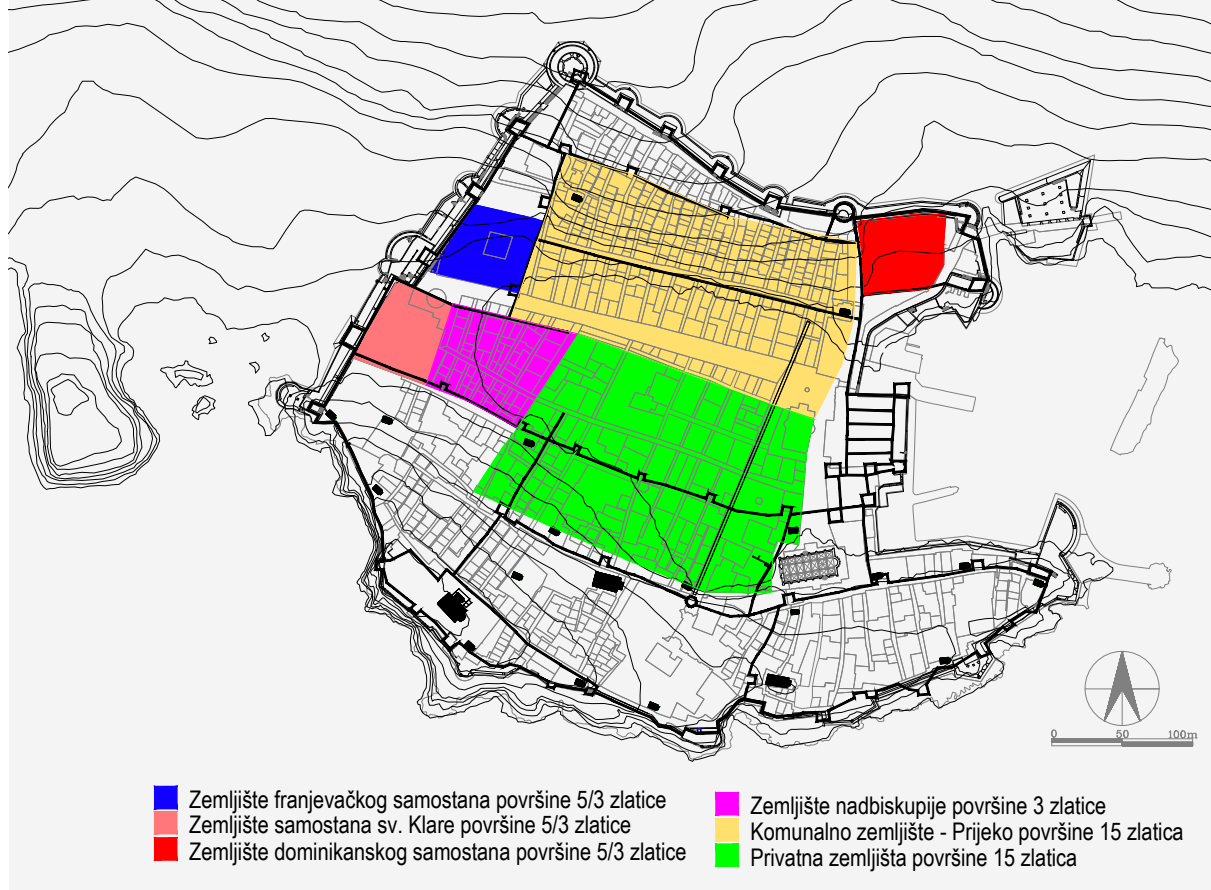 0 50 100m
Zemljište franjevačkog samostana površine 5/3 zlatice
Zemljište samostana sv. Klare površine 5/3 zlatice
Zemljište dominikanskog samostana površine 5/3 zlatice
Zemljište nadbiskupije površine 3 zlatice
Komunalno zemljište - Prijeko površine 15 zlatica
Privatna zemljišta površine 15 zlatica